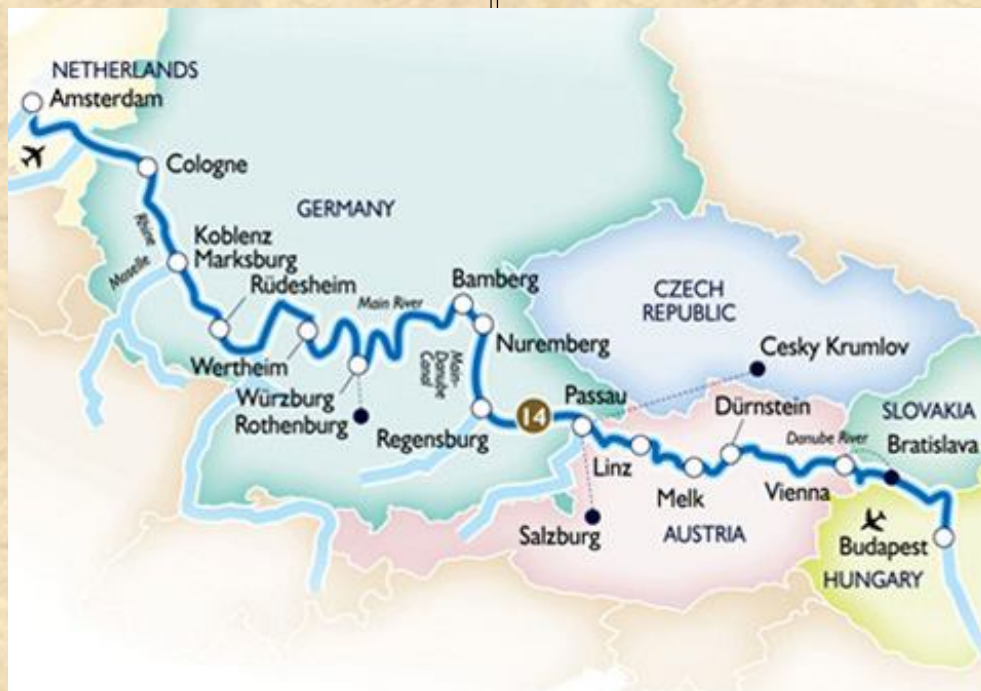 NETHERLANDS
Amsterdam
Cologne
GERMANY
Rhine
Moselle
Koblenz
Marksburg
Rüdesheim
Main River
Bamberg
Nuremberg
Wertheim
Würzburg
Rothenburg
Main-
Danube
Canal
Regensburg
14
Passau
CZECH
REPUBLIC
Cesky Krumlov
Dürnstein
SLOVAKIA
Bratislava
Danube River
Linz
Melk
Vienna
Salzburg
AUSTRIA
Budapest
HUNGARY